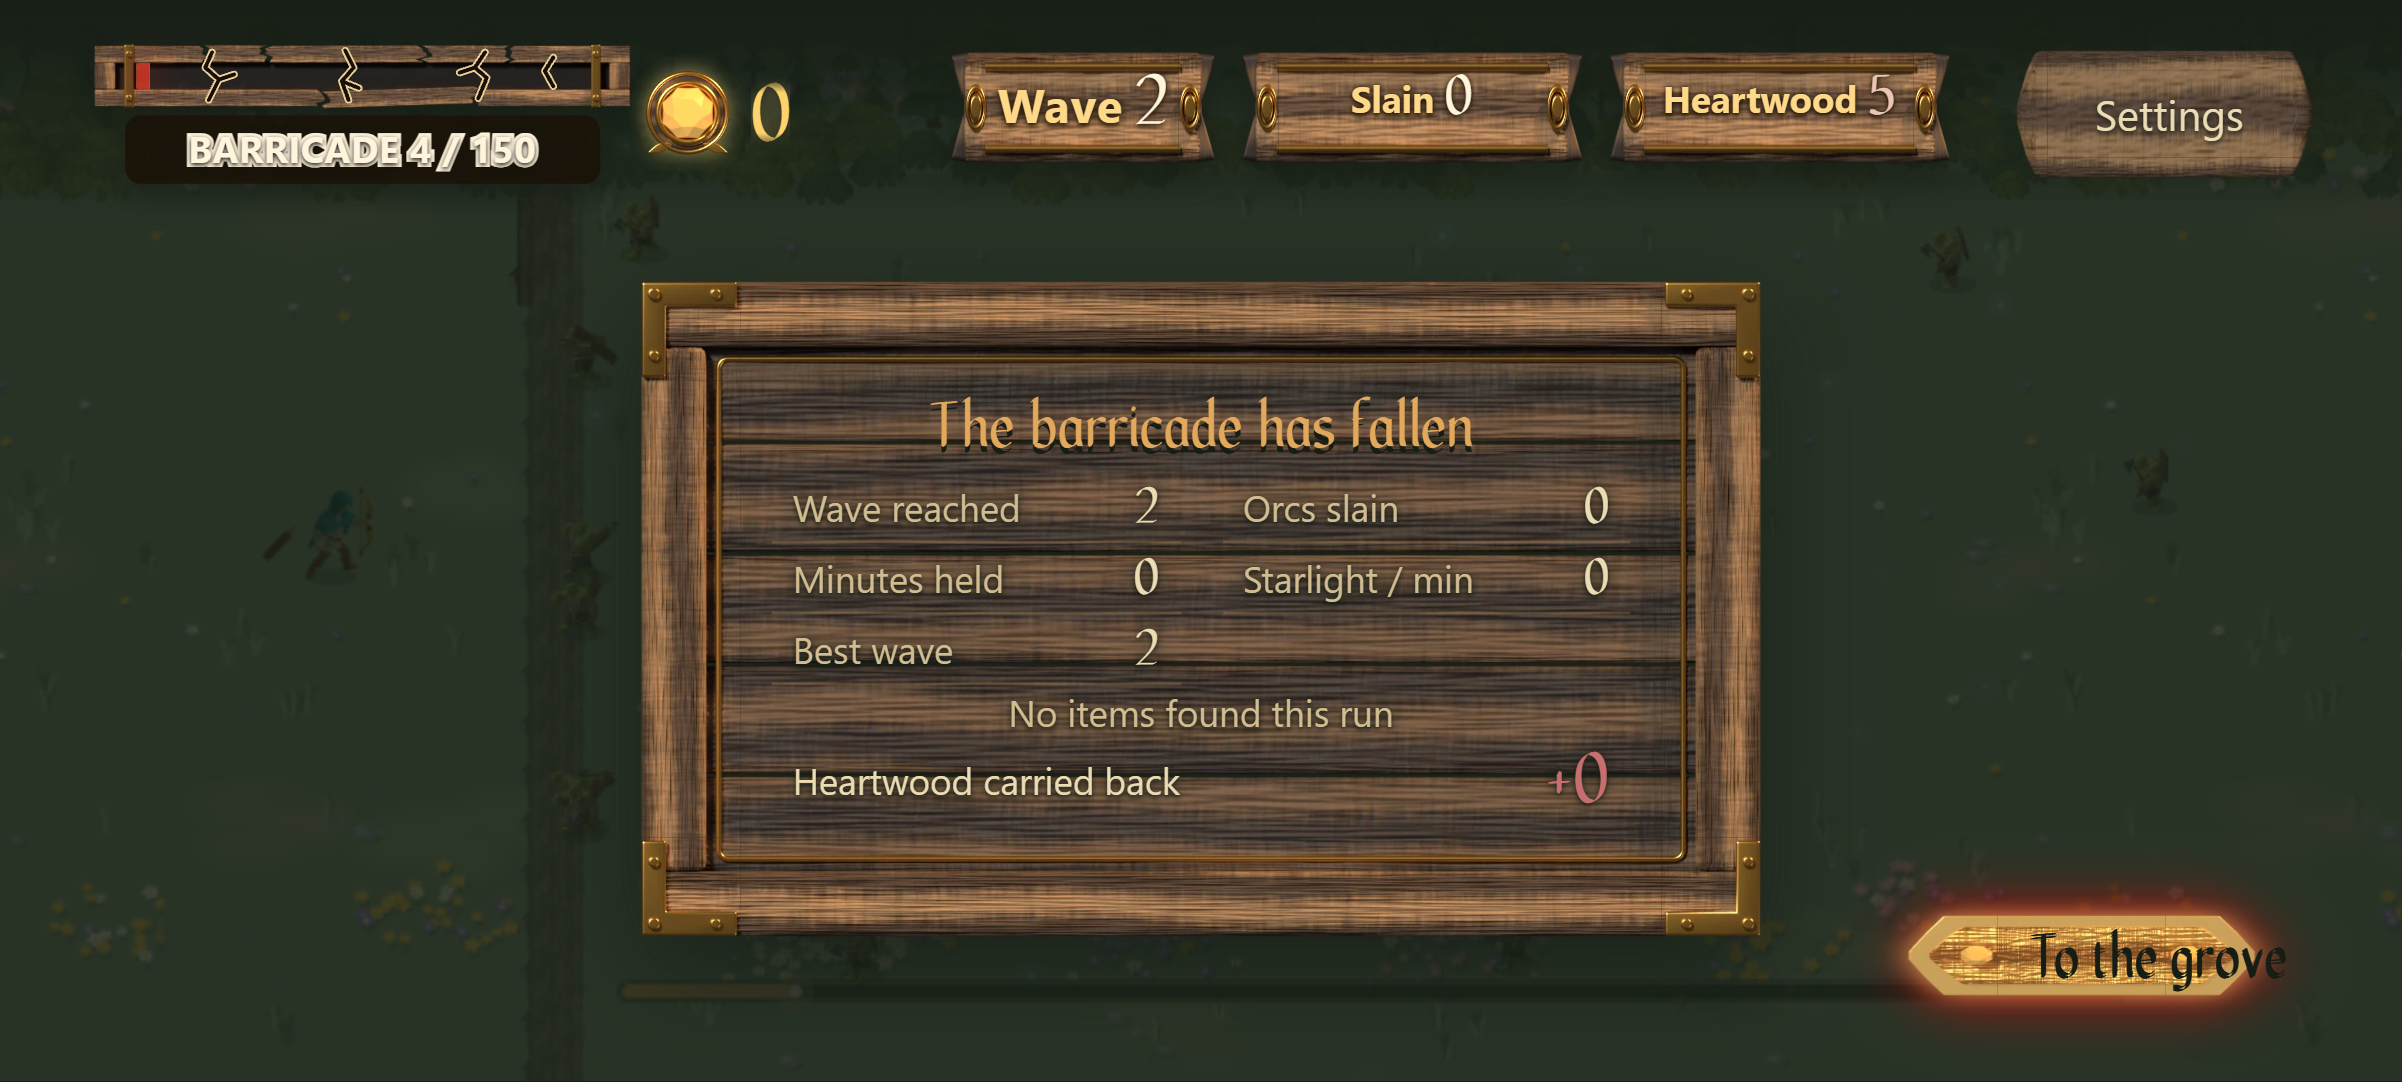 BARRICADE 4 / 150
0
Wave 2
Slain 0
Heartwood 5
Settings
The barricade has fallen
Wave reached 2 Orcs slain 0
Minutes held 0 Starlight / min 0
Best wave 2
No items found this run
Heartwood carried back +0
To the grove